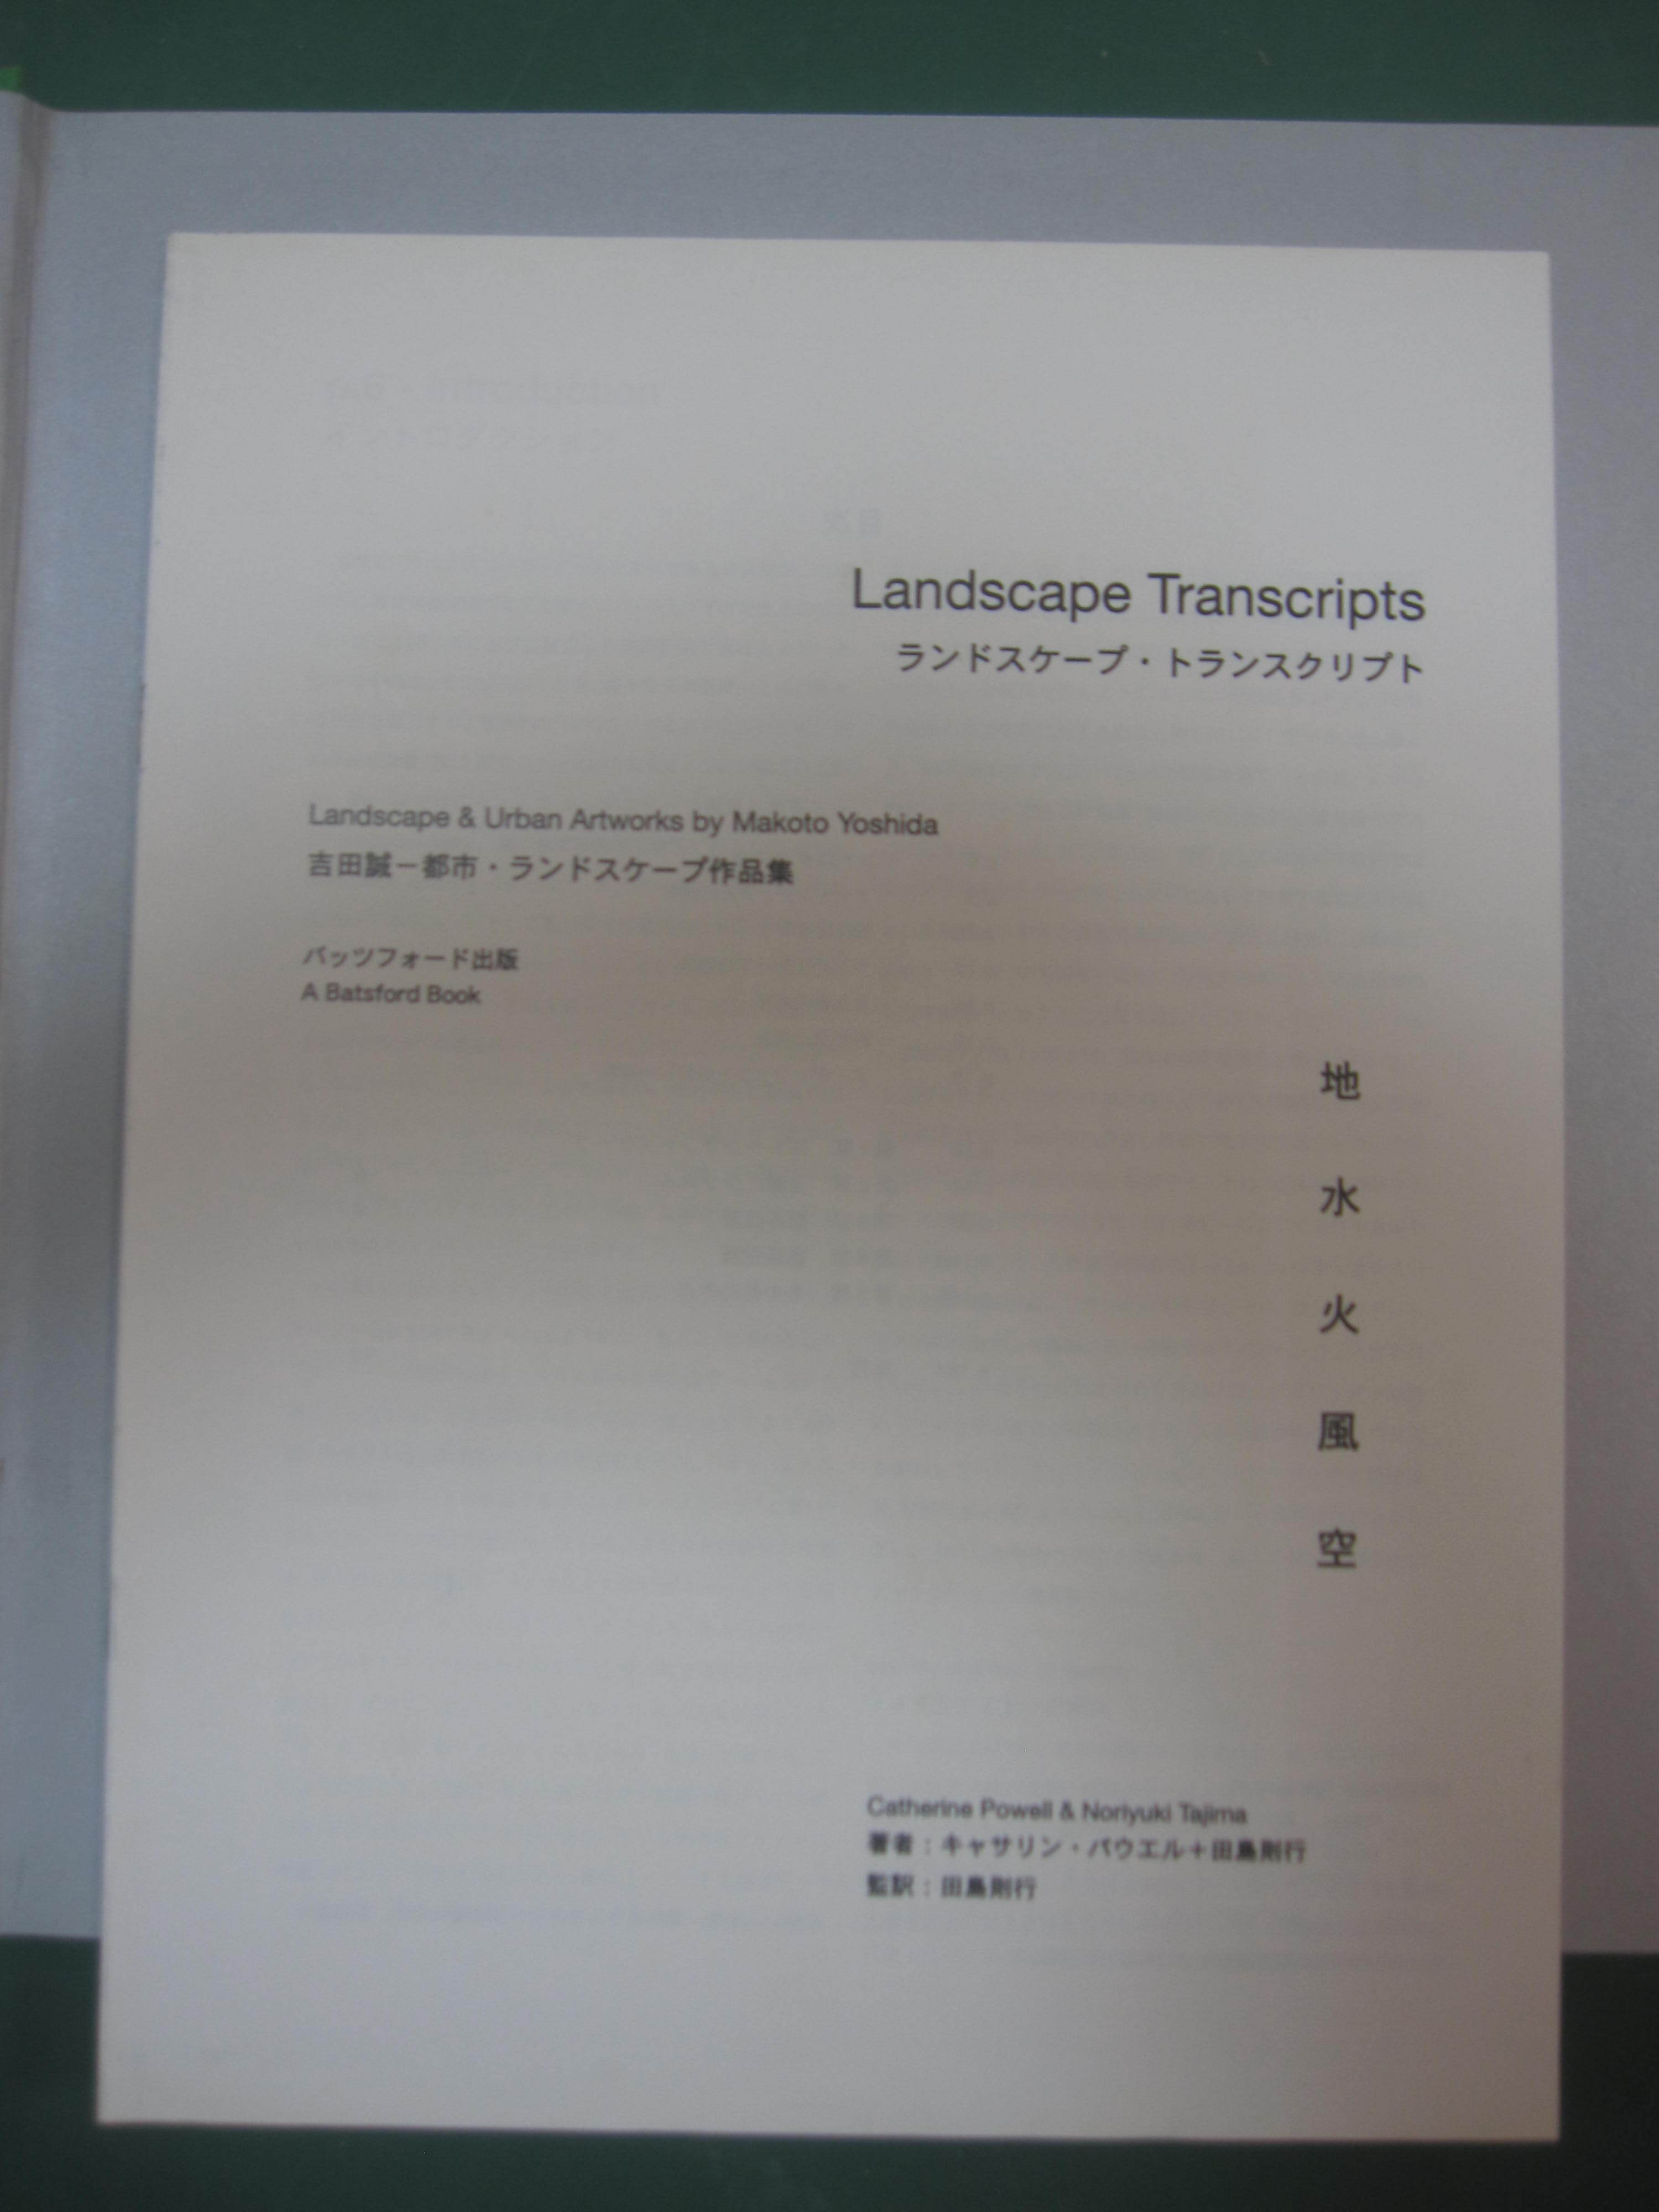 Landscape Transcripts
ランドスケープ・トランスクリプト
Landscape & Urban Artworks by Makoto Yoshida
吉田誠－都市・ランドスケープ作品集
バッツフォード出版
A Batsford Book
地
水
火
風
空
Catherine Powell & Noriyuki Tajima
著者：キャサリン・パウエル＋田島則行
監訳：田島則行